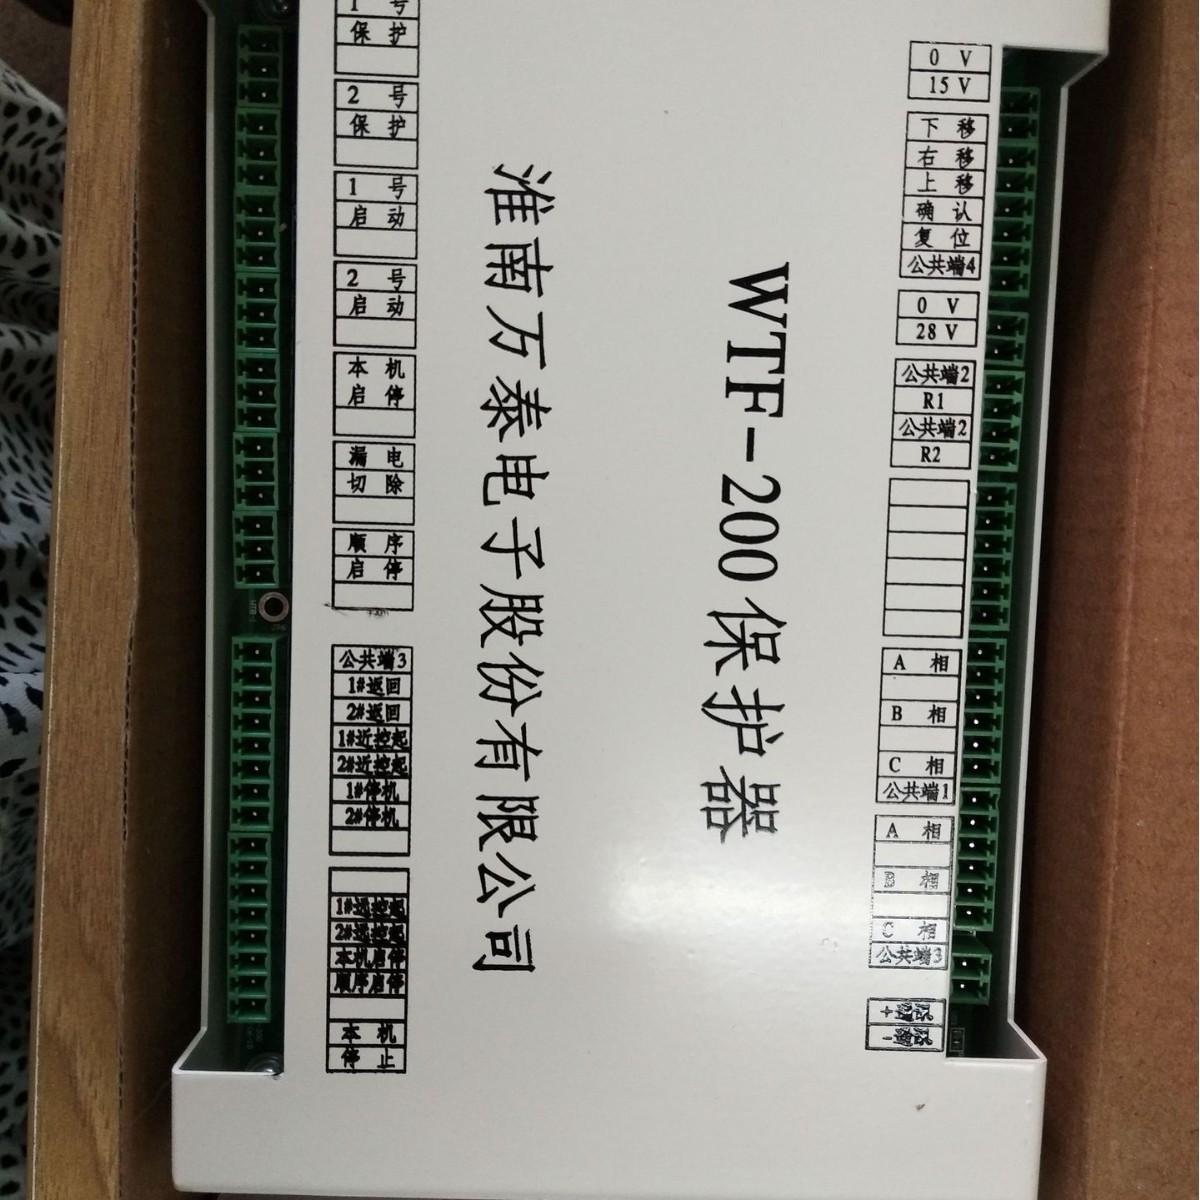 1 号
保 护
2 号
保 护
1 号
启 动
2 号
启 动
本 机
启 停
漏 电
切 除
顺 序
启 停
公共端3
1#返回
2#返回
1#近控起
2#近控起
1#停机
2#停机
1#远控起
2#远控起
本机启停
顺序启停
本 机
停 止
淮南万泰电子股份有限公司
WTF-200保护器
0 V
15 V
下 移
右 移
上 移
确 认
复 位
公共端4
0 V
28 V
公共端2
R1
公共端2
R2
A 相
B 相
C 相
公共端1
A 相
B 相
C 相
公共端3